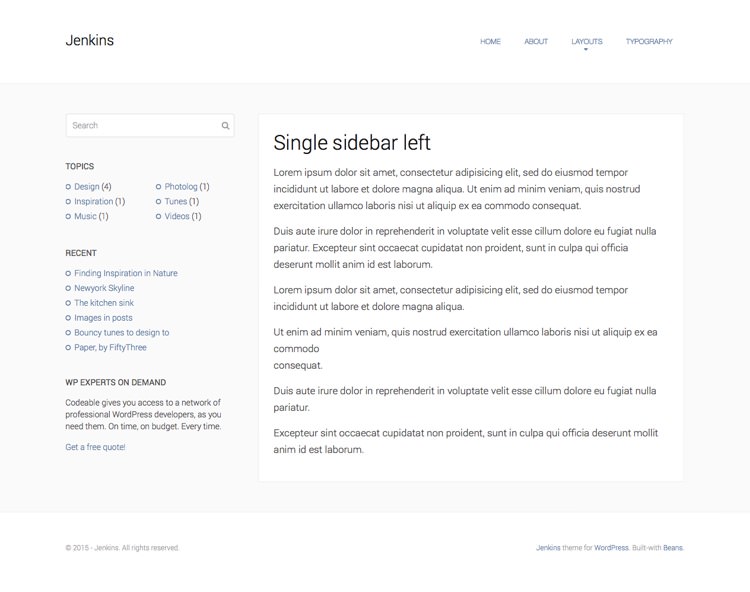 Jenkins
HOME ABOUT LAYOUTS TYPOGRAPHY
Search
TOPICS
Design (4) Photolog (1)
Inspiration (1) Tunes (1)
Music (1) Videos (1)
RECENT
Finding Inspiration in Nature
Newyork Skyline
The kitchen sink
Images in posts
Bouncy tunes to design to
Paper, by FiftyThree
WP EXPERTS ON DEMAND
Codeable gives you access to a network of
professional WordPress developers, as you
need them. On time, on budget. Every time.
Get a free quote!
Single sidebar left
Lorem ipsum dolor sit amet, consectetur adipisicing elit, sed do eiusmod tempor
incididunt ut labore et dolore magna aliqua. Ut enim ad minim veniam, quis nostrud
exercitation ullamco laboris nisi ut aliquip ex ea commodo consequat.
Duis aute irure dolor in reprehenderit in voluptate velit esse cillum dolore eu fugiat nulla
pariatur. Excepteur sint occaecat cupidatat non proident, sunt in culpa qui officia
deserunt mollit anim id est laborum.
Lorem ipsum dolor sit amet, consectetur adipisicing elit, sed do eiusmod tempor
incididunt ut labore et dolore magna aliqua.
Ut enim ad minim veniam, quis nostrud exercitation ullamco laboris nisi ut aliquip ex ea
commodo
consequat.
Duis aute irure dolor in reprehenderit in voluptate velit esse cillum dolore eu fugiat nulla
pariatur.
Excepteur sint occaecat cupidatat non proident, sunt in culpa qui officia deserunt mollit
anim id est laborum.
© 2015 - Jenkins. All rights reserved.
Jenkins theme for WordPress. Built-with Beans.